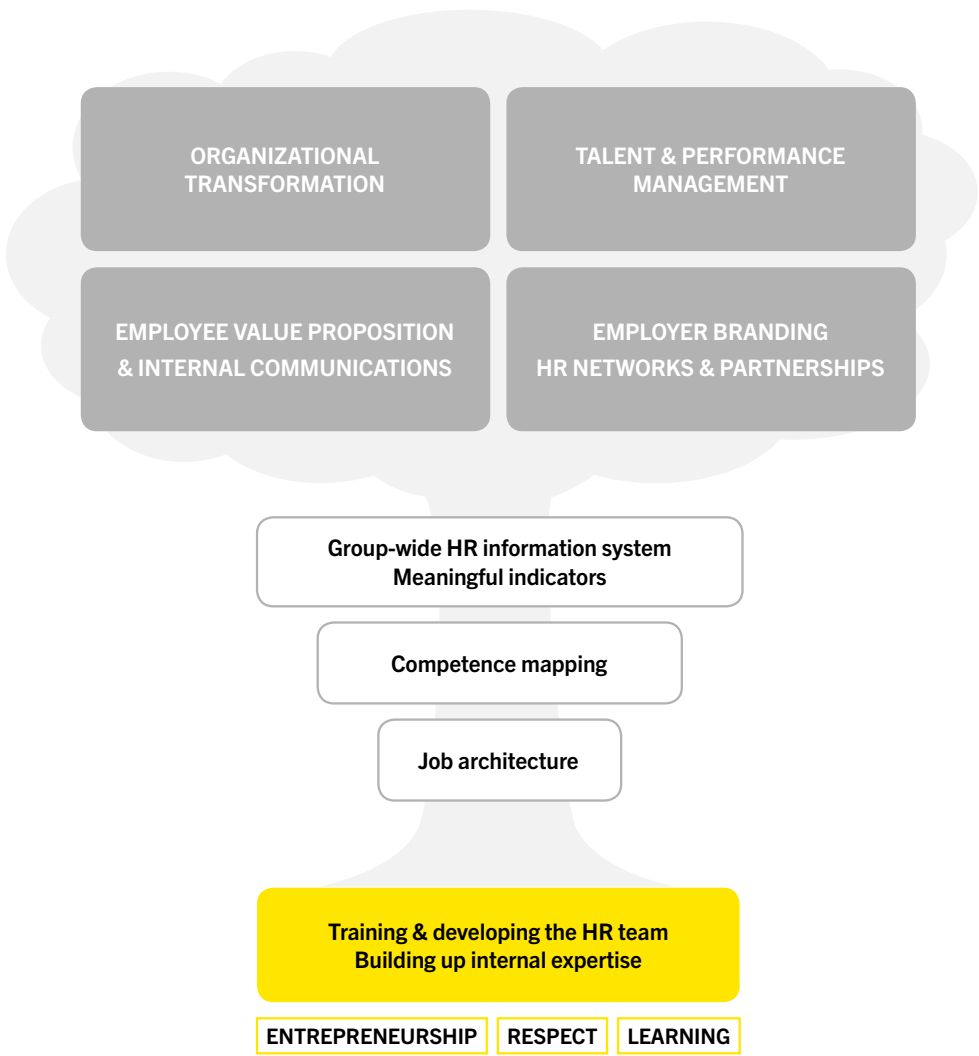 ORGANIZATIONAL
TRANSFORMATION
TALENT & PERFORMANCE
MANAGEMENT
EMPLOYEE VALUE PROPOSITION
& INTERNAL COMMUNICATIONS
EMPLOYER BRANDING
HR NETWORKS & PARTNERSHIPS
Group-wide HR information system
Meaningful indicators
Competence mapping
Job architecture
Training & developing the HR team
Building up internal expertise
ENTREPRENEURSHIP
RESPECT
LEARNING